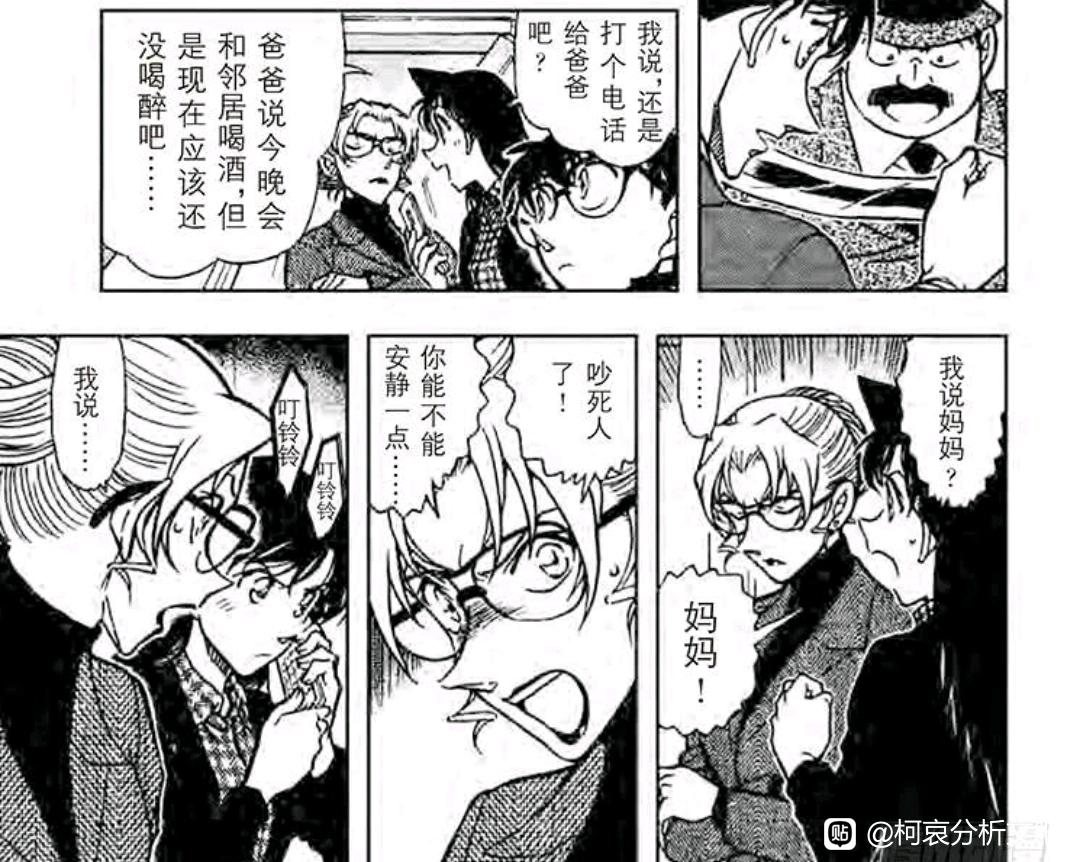 我说,还是
打个电话
给爸爸
吧?
爸爸说今晚会
和邻居喝酒,但
是现在应该还
没喝醉吧……
我说妈妈?
……
妈妈!
吵死人
了!
你能不能
安静一点……
叮铃铃
叮铃铃
我说……
贴 @柯哀分析